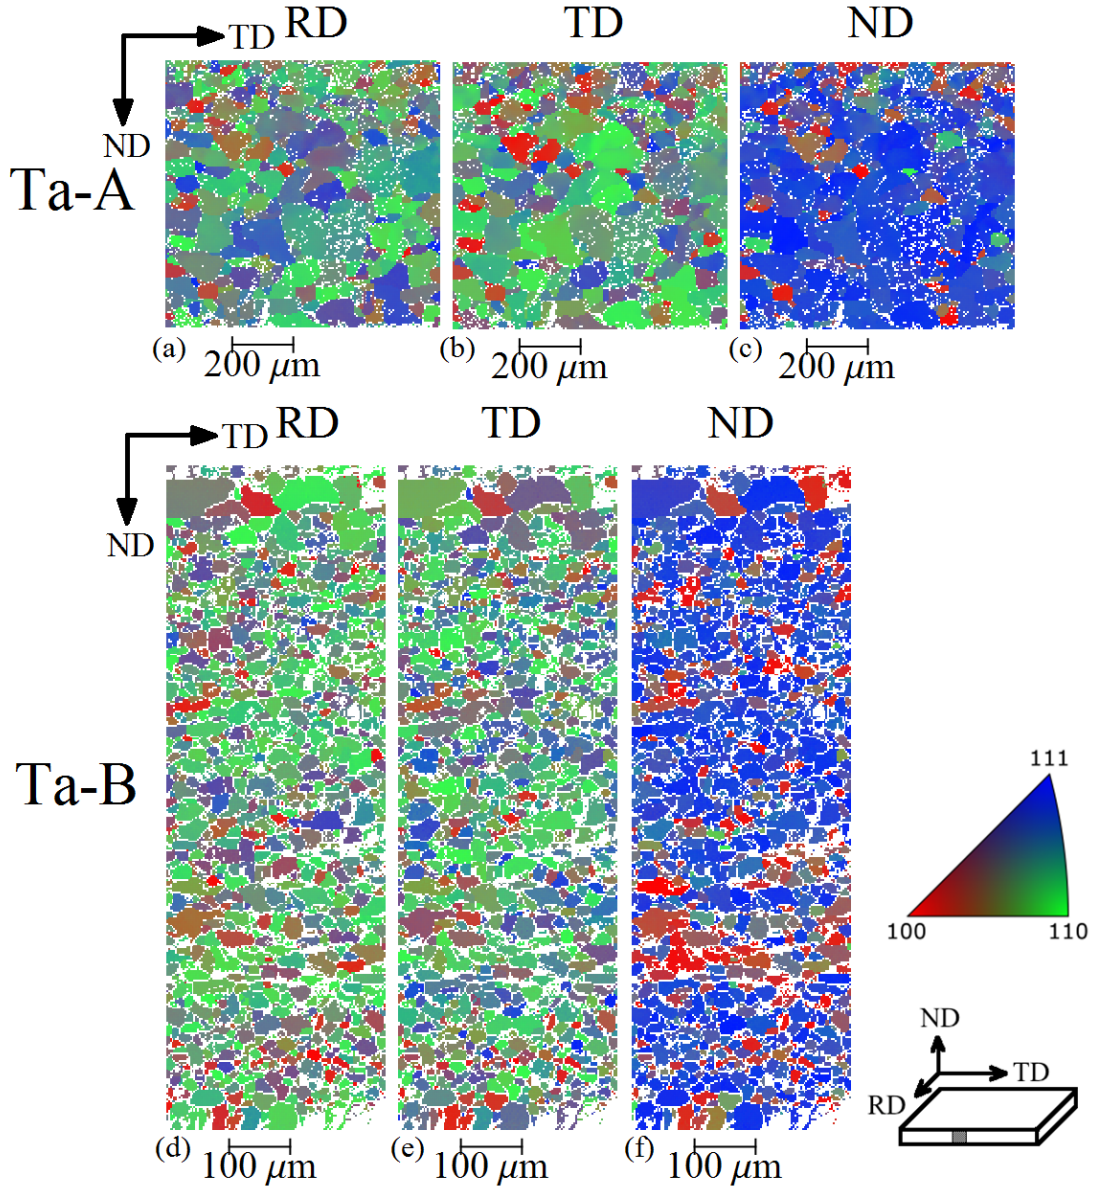 RD TD ND
TD
ND
Ta-A
(a) (b) (c)
200 μm 200 μm 200 μm
RD TD ND
TD
ND
Ta-B
111
100 110
ND
TD
RD
(d) (e) (f)
100 μm 100 μm 100 μm